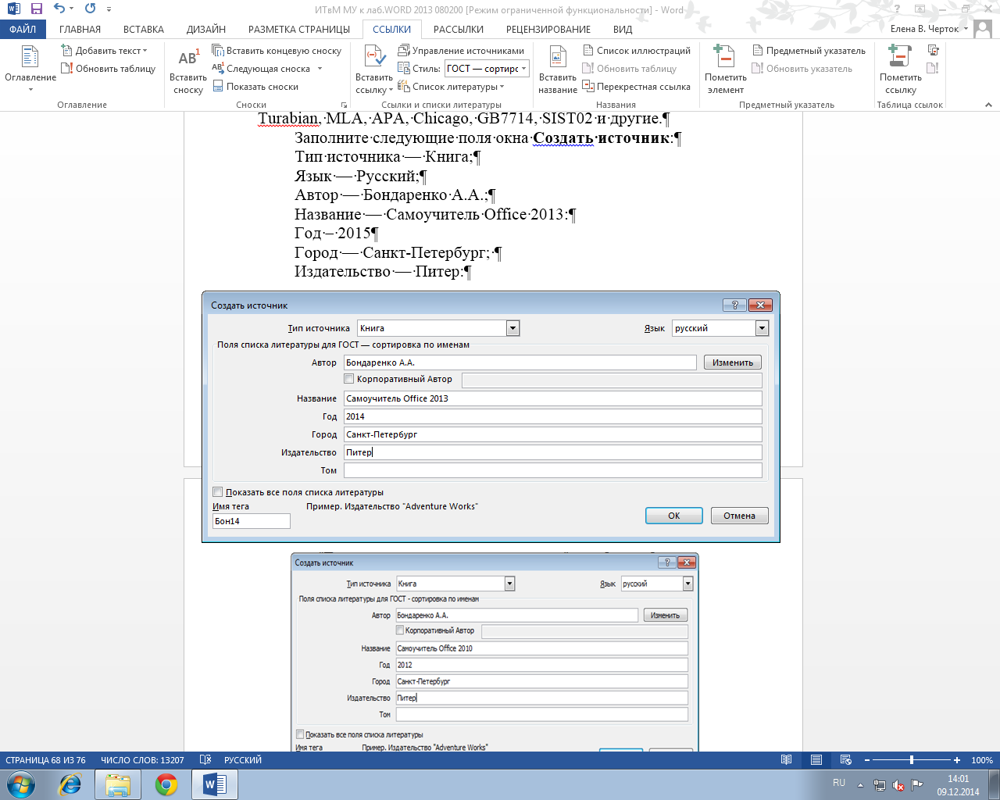 ИТвМ МУ к лаб.WORD 2013 080200 [Режим ограниченной функциональности] - Word
ФАЙЛ ГЛАВНАЯ ВСТАВКА ДИЗАЙН РАЗМЕТКА СТРАНИЦЫ ССЫЛКИ РАССЫЛКИ РЕЦЕНЗИРОВАНИЕ ВИД Елена В. Черток
Оглавление
Добавить текст
Обновить таблицу
Оглавление
AB1
Вставить сноску
Вставить концевую сноску
Следующая сноска
Показать сноски
Сноски
Вставить ссылку
Управление источниками
Стиль: ГОСТ — сортирс
Список литературы
Ссылки и списки литературы
Вставить название
Список иллюстраций
Обновить таблицу
Перекрестная ссылка
Названия
Пометить элемент
Предметный указатель
Обновить указатель
Предметный указатель
Пометить ссылку
Таблица ссылок
Turabian,·MLA,·APA,·Chicago,·GB7714,·SIST02·и·другие.¶
Заполните·следующие·поля·окна·Создать·источник:¶
Тип·источника·—·Книга;¶
Язык·—·Русский;¶
Автор·—·Бондаренко·А.А.;¶
Название·—·Самоучитель·Office·2013:¶
Год·–·2015¶
Город·—·Санкт-Петербург;·¶
Издательство·—·Питер:¶
Создать источник
Тип источника Книга Язык русский
Поля списка литературы для ГОСТ — сортировка по именам
Автор Бондаренко А.А. Изменить
Корпоративный Автор
Название Самоучитель Office 2013
Год 2014
Город Санкт-Петербург
Издательство Питер
Том
Показать все поля списка литературы
Имя тега Пример. Издательство "Adventure Works"
Бон14 ОК Отмена
Создать источник
Тип источника Книга Язык русский
Поля списка литературы для ГОСТ - сортировка по именам
Автор Бондаренко А.А. Изменить
Корпоративный Автор
Название Самоучитель Office 2010
Год 2012
Город Санкт-Петербург
Издательство Питер
Том
Показать все поля списка литературы
Имя тега Пример. Издательство "Adventure Works"
СТРАНИЦА 68 ИЗ 76 ЧИСЛО СЛОВ: 13207 РУССКИЙ 100%
RU 14:01
09.12.2014